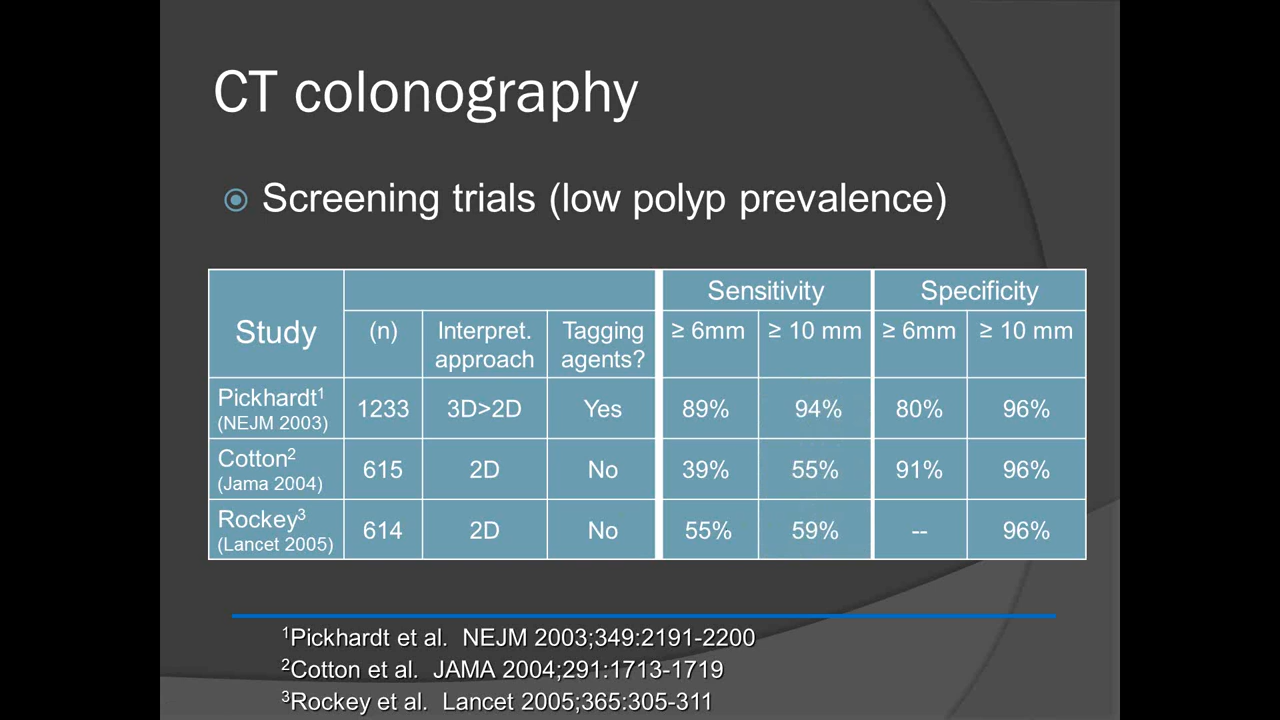 CT colonography
Screening trials (low polyp prevalence)
Sensitivity Specificity
Study (n) Interpret. approach Tagging agents? ≥ 6mm ≥ 10 mm ≥ 6mm ≥ 10 mm
Pickhardt¹ (NEJM 2003) 1233 3D>2D Yes 89% 94% 80% 96%
Cotton² (Jama 2004) 615 2D No 39% 55% 91% 96%
Rockey³ (Lancet 2005) 614 2D No 55% 59% -- 96%
¹Pickhardt et al. NEJM 2003;349:2191-2200
²Cotton et al. JAMA 2004;291:1713-1719
³Rockey et al. Lancet 2005;365:305-311